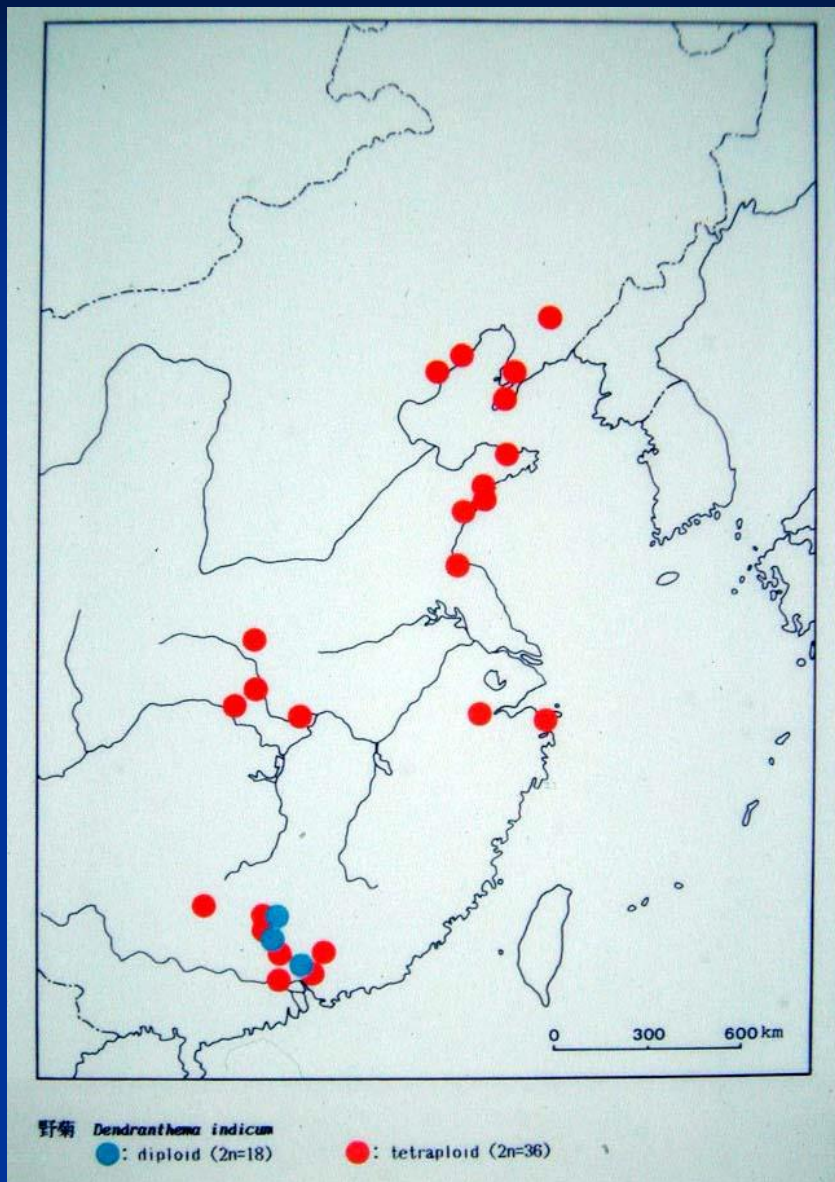 0 300 600 km
野菊 Dendranthema indicum
: diploid (2n=18) : tetraploid (2n=36)